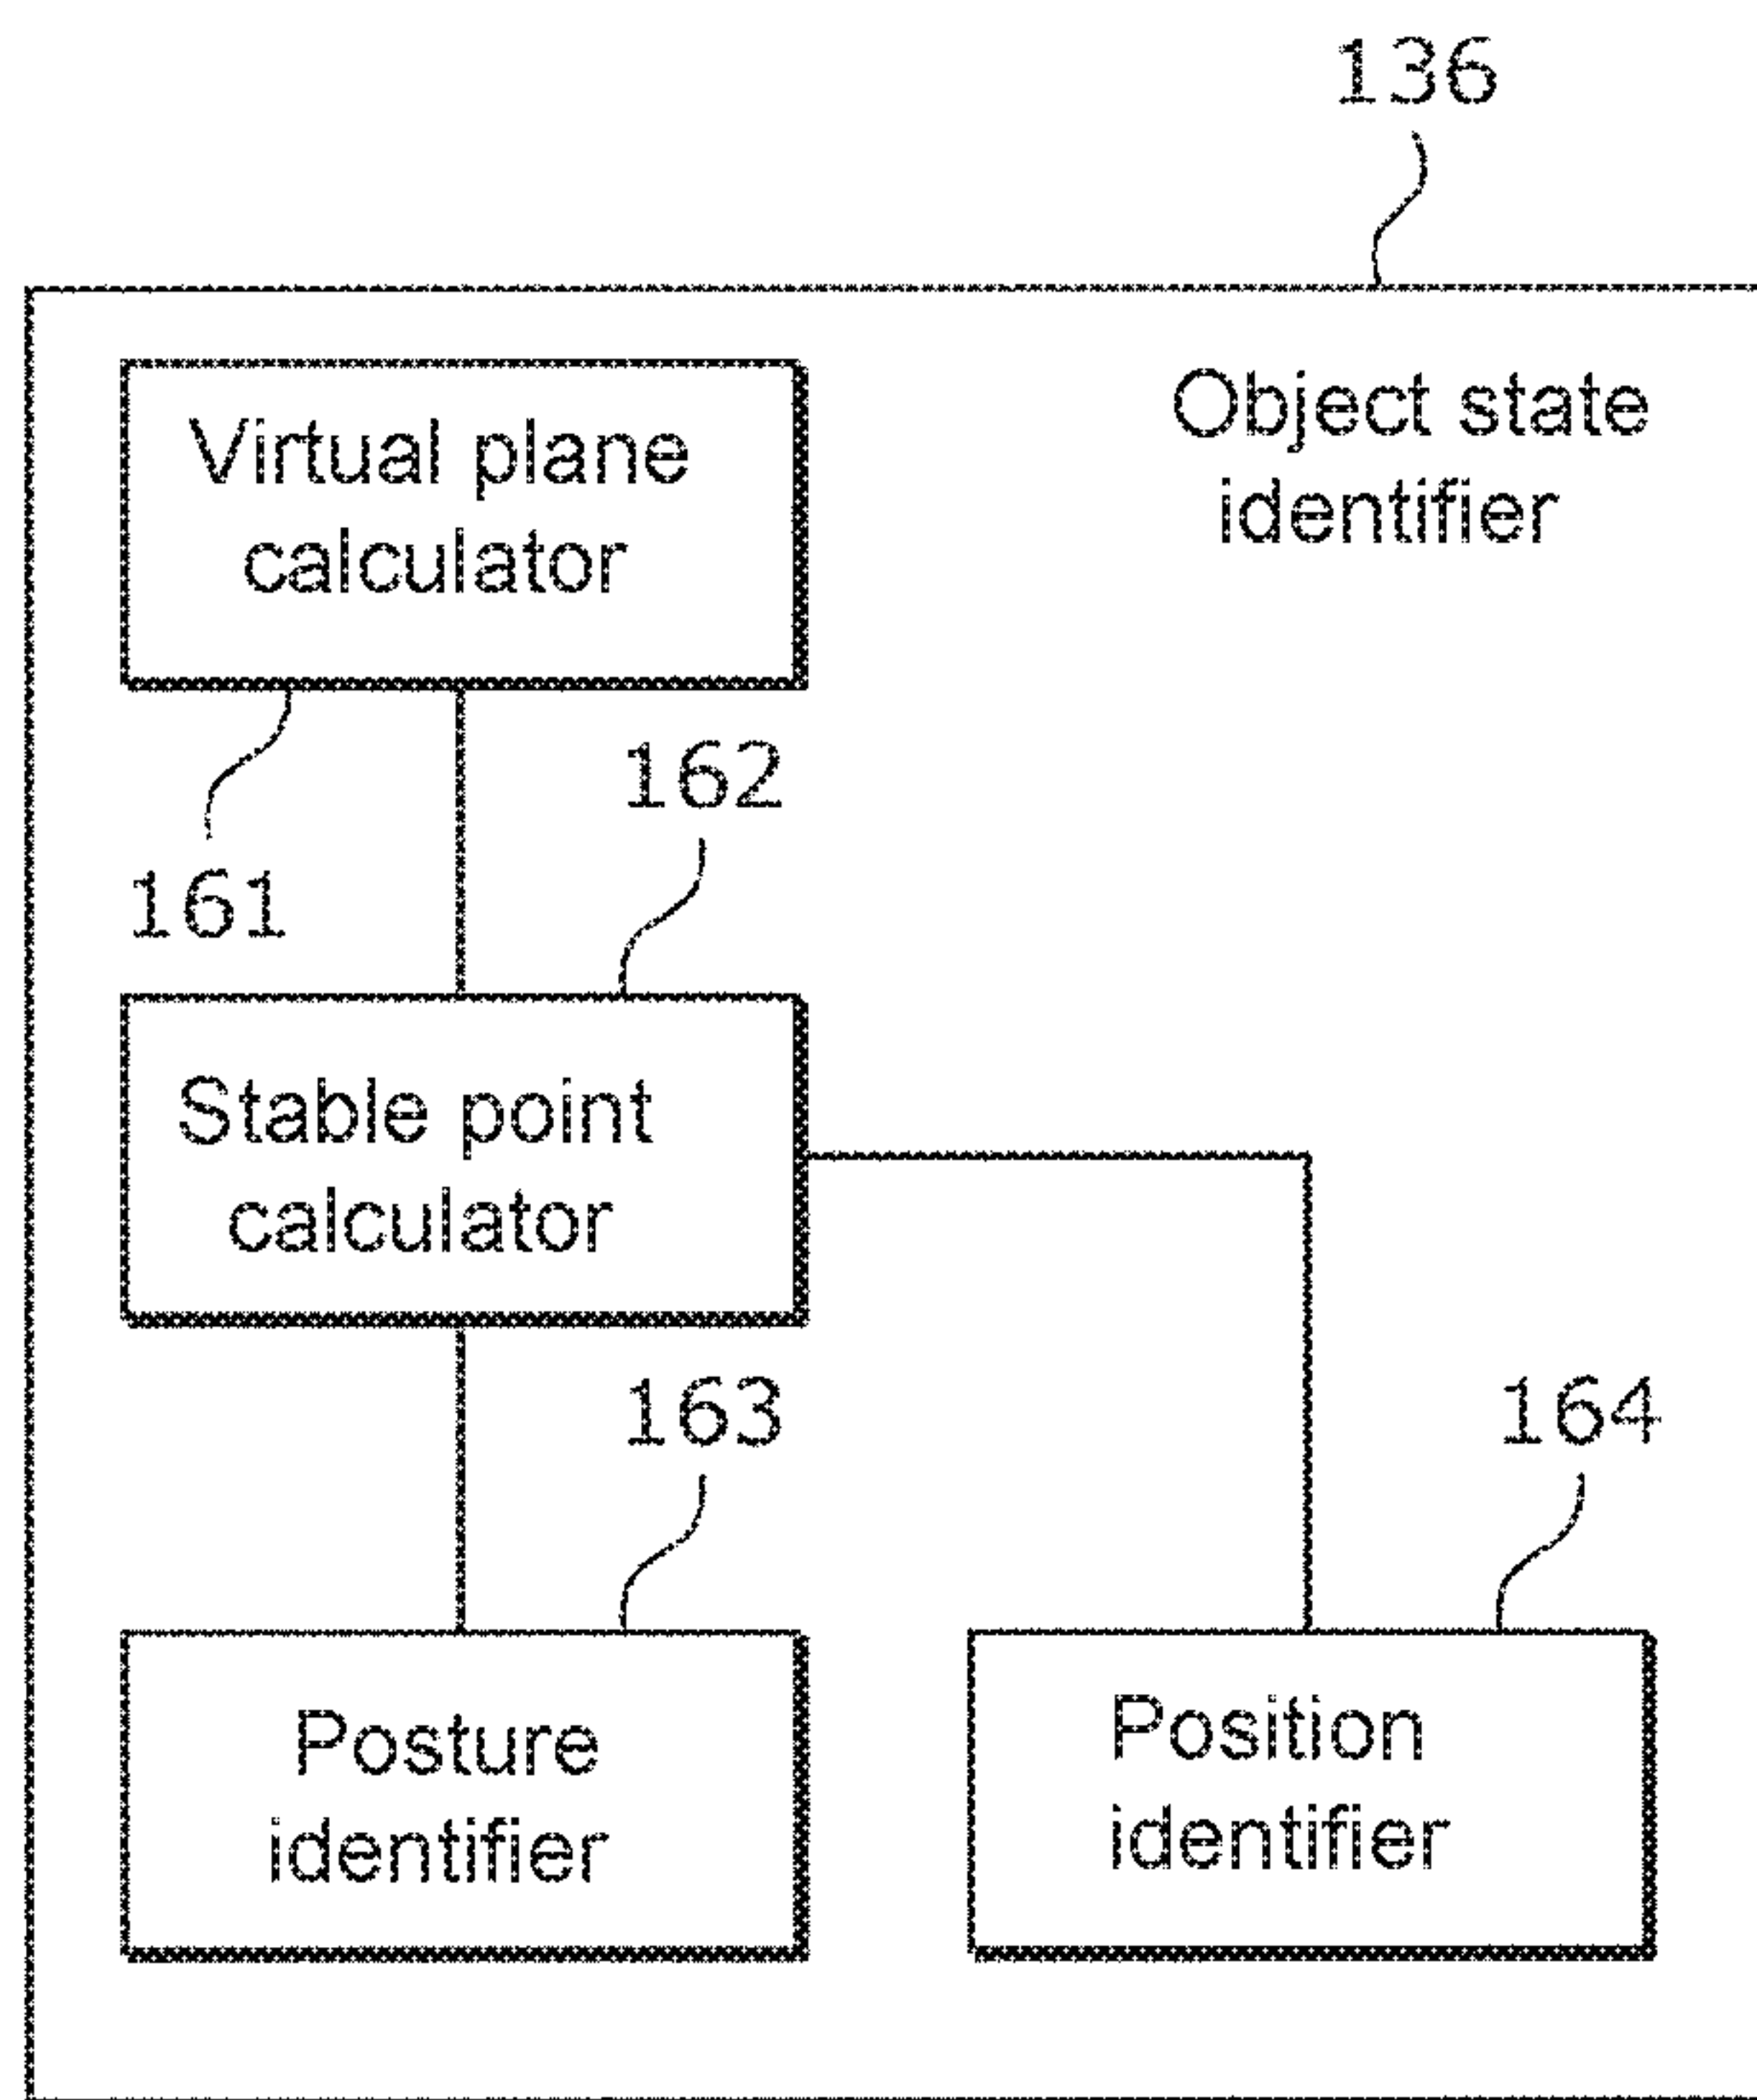 136
Object state
identifier
Virtual plane
calculator
161
162
Stable point
calculator
163
164
Posture
identifier
Position
identifier